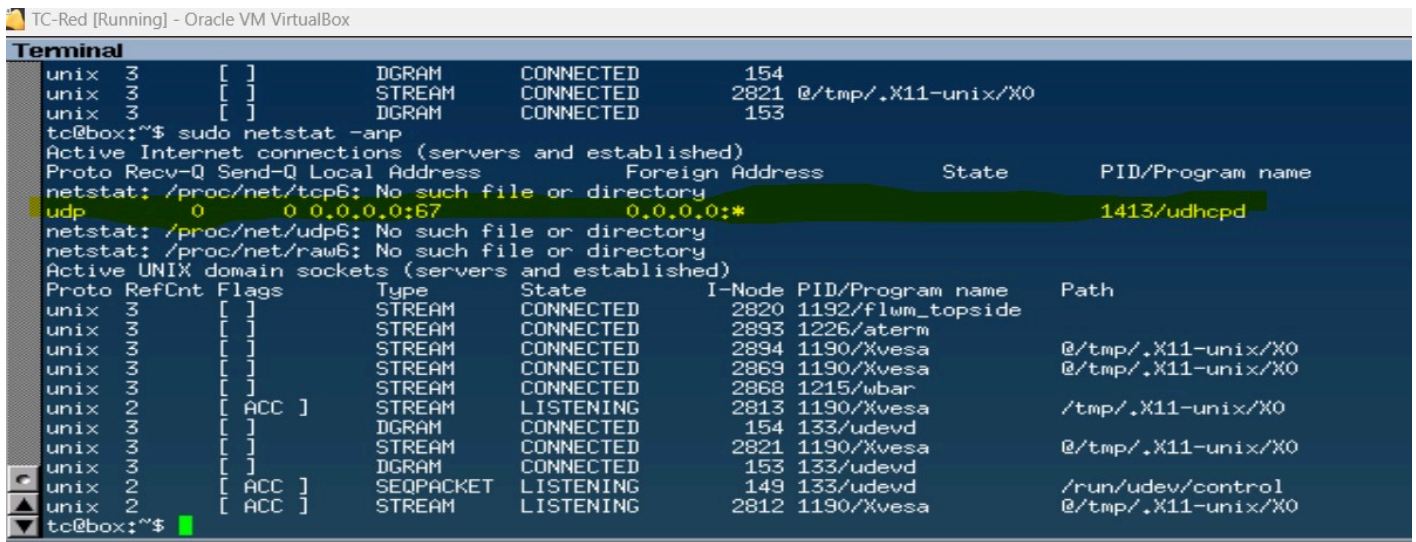 TC-Red [Running] - Oracle VM VirtualBox
Terminal
unix 3 [ ] DGRAM CONNECTED 154
unix 3 [ ] STREAM CONNECTED 2821 @/tmp/.X11-unix/X0
unix 3 [ ] DGRAM CONNECTED 153
tc@box:~$ sudo netstat -anp
Active Internet connections (servers and established)
Proto Recv-Q Send-Q Local Address Foreign Address State PID/Program name
netstat: /proc/net/tcp6: No such file or directory
udp 0 0 0.0.0.0:67 0.0.0.0:* 1413/udhcpd
netstat: /proc/net/udp6: No such file or directory
netstat: /proc/net/raw6: No such file or directory
Active UNIX domain sockets (servers and established)
Proto RefCnt Flags Type State I-Node PID/Program name Path
unix 3 [ ] STREAM CONNECTED 2820 1192/flwm_topside
unix 3 [ ] STREAM CONNECTED 2893 1226/aterm
unix 3 [ ] STREAM CONNECTED 2894 1190/Xvesa @/tmp/.X11-unix/X0
unix 3 [ ] STREAM CONNECTED 2869 1190/Xvesa @/tmp/.X11-unix/X0
unix 3 [ ] STREAM CONNECTED 2868 1215/wbar
unix 2 [ ACC ] STREAM LISTENING 2813 1190/Xvesa /tmp/.X11-unix/X0
unix 3 [ ] DGRAM CONNECTED 154 133/udevd
unix 3 [ ] STREAM CONNECTED 2821 1190/Xvesa @/tmp/.X11-unix/X0
unix 3 [ ] DGRAM CONNECTED 153 133/udevd
unix 2 [ ACC ] SEQPACKET LISTENING 149 133/udevd /run/udev/control
unix 2 [ ACC ] STREAM LISTENING 2812 1190/Xvesa @/tmp/.X11-unix/X0
tc@box:~$